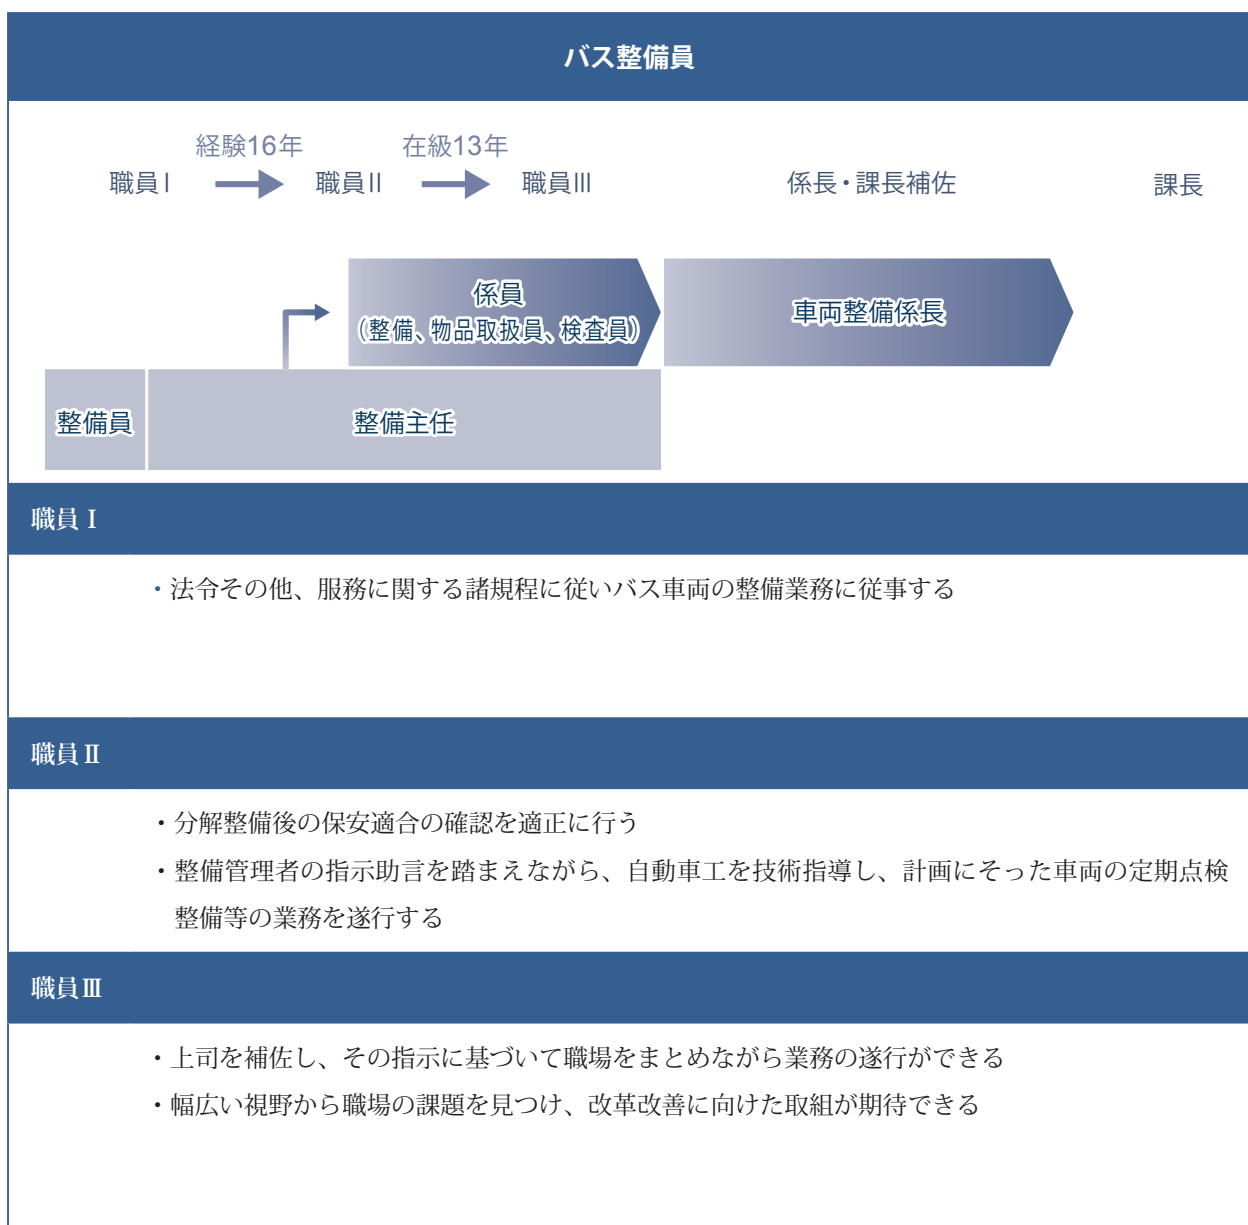 バス整備員
経験16年
在級13年
職員Ⅰ
職員Ⅱ
職員Ⅲ
係長・課長補佐
課長
係員
（整備、物品取扱員、検査員）
車両整備係長
整備員
整備主任
職員Ⅰ
・法令その他、服務に関する諸規程に従いバス車両の整備業務に従事する
職員Ⅱ
・分解整備後の保安適合の確認を適正に行う
・整備管理者の指示助言を踏まえながら、自動車工を技術指導し、計画にそった車両の定期点検
整備等の業務を遂行する
職員Ⅲ
・上司を補佐し、その指示に基づいて職場をまとめながら業務の遂行ができる
・幅広い視野から職場の課題を見つけ、改革改善に向けた取組が期待できる